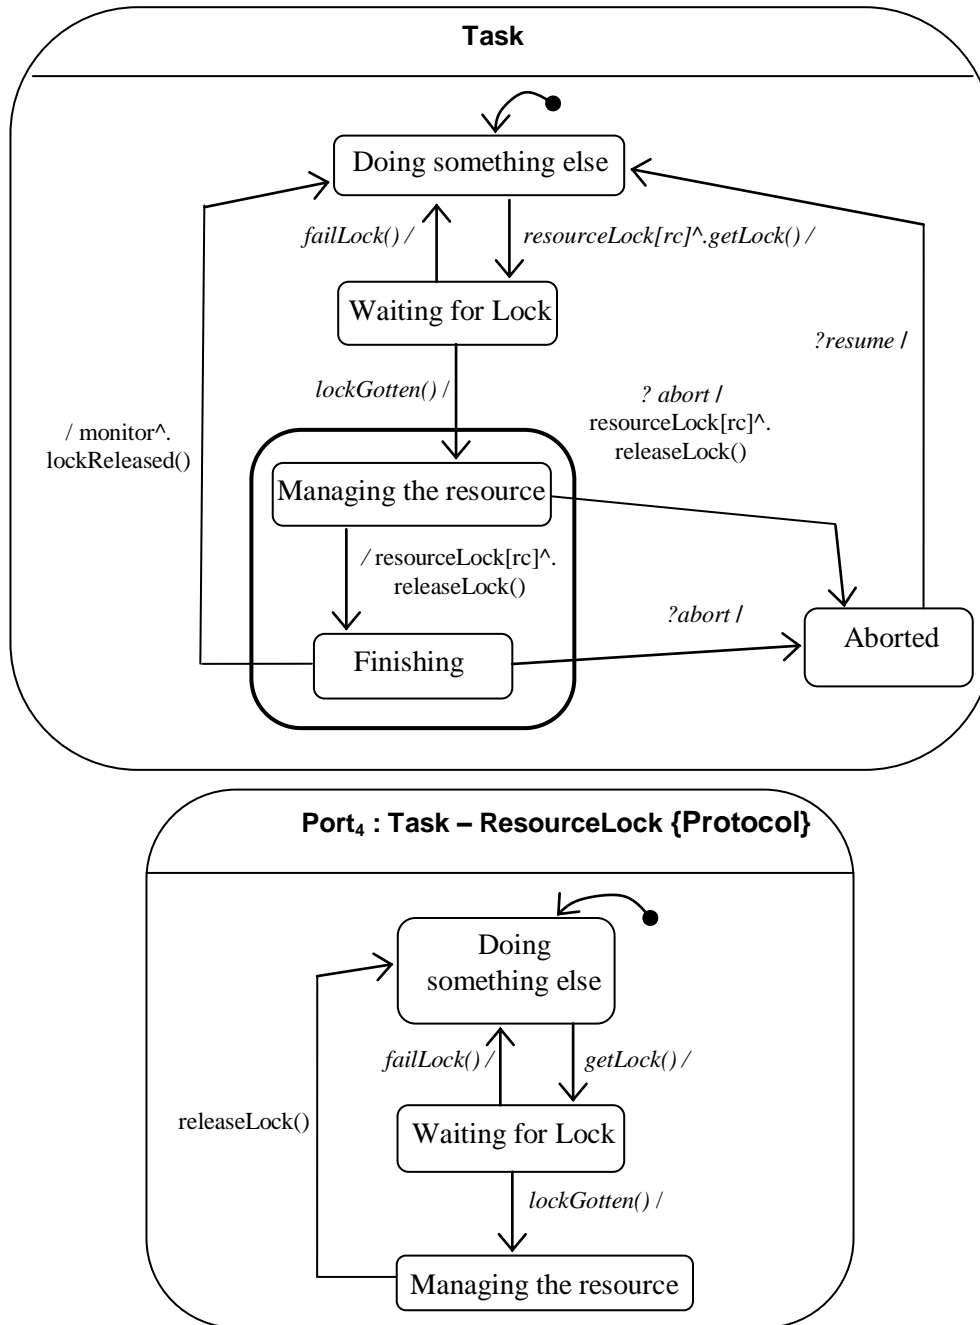 Task
Doing something else
failLock() /
resourceLock[rc]^.getLock() /
Waiting for Lock
?resume /
lockGotten() /
? abort /
resourceLock[rc]^.
releaseLock()
/ monitor^.
lockReleased()
Managing the resource
/ resourceLock[rc]^.
releaseLock()
?abort /
Finishing
Aborted
Port4 : Task – ResourceLock {Protocol}
Doing
something else
failLock() /
getLock() /
releaseLock()
Waiting for Lock
lockGotten() /
Managing the resource